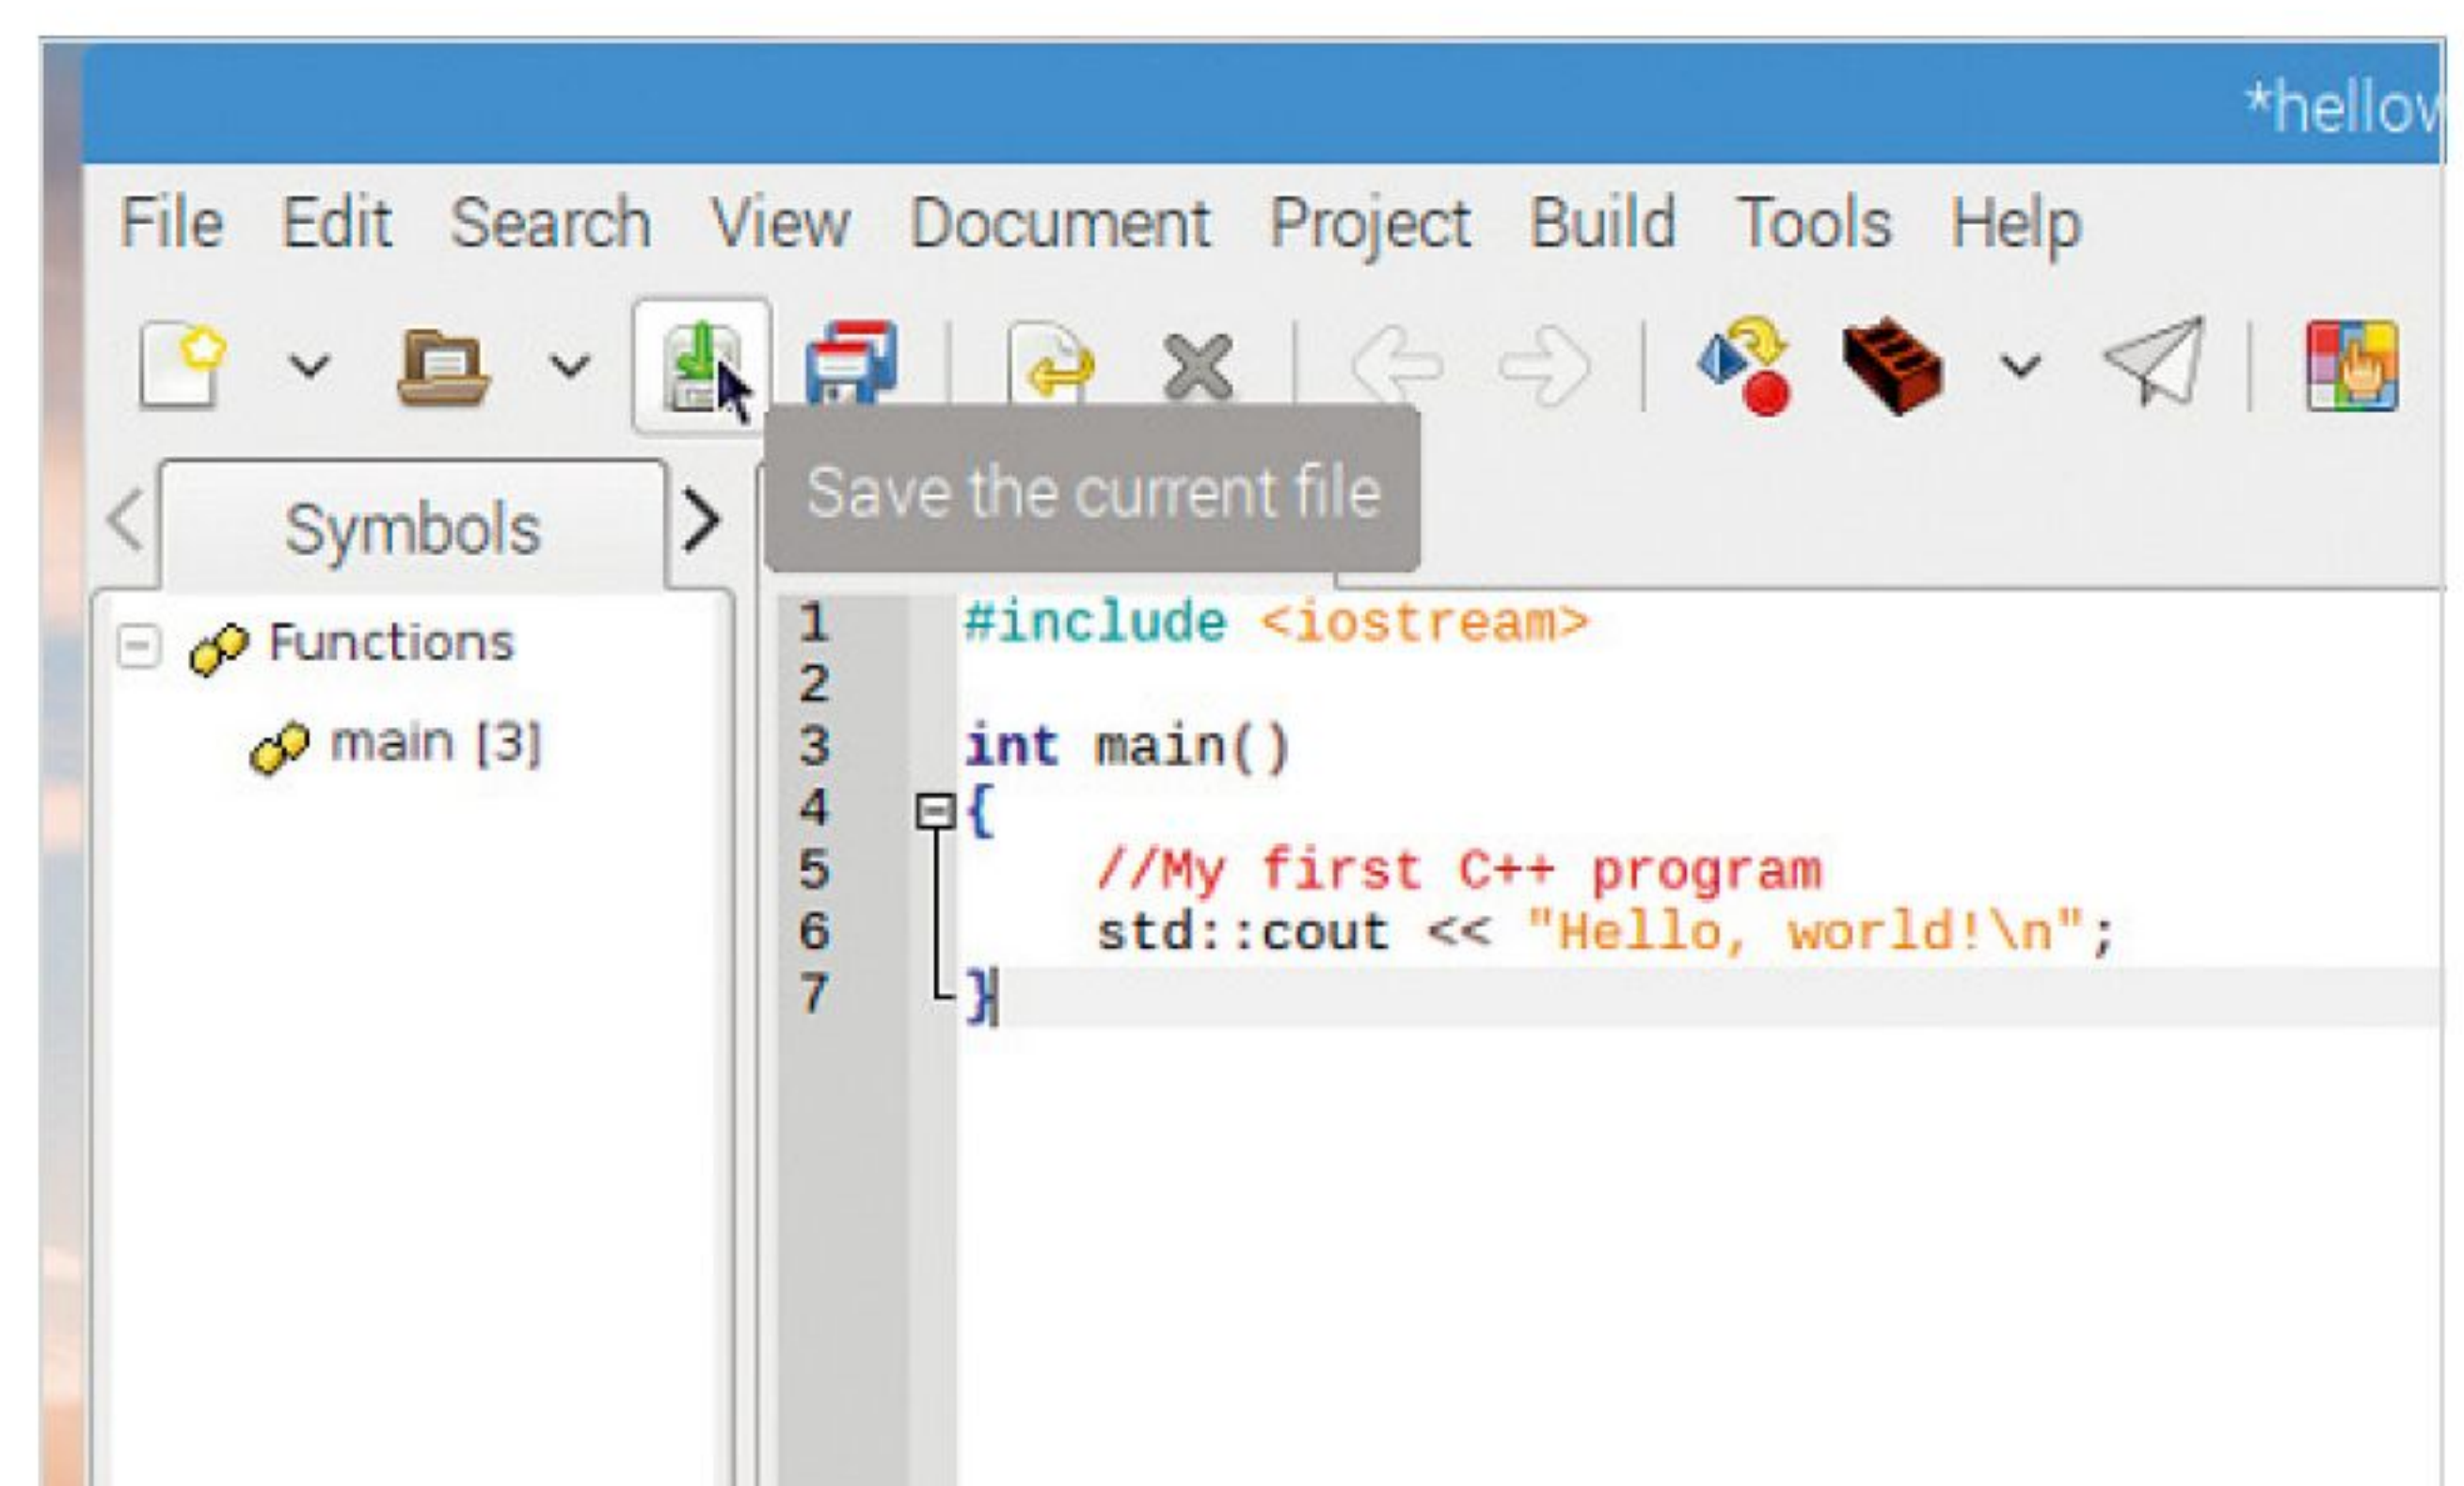 *hellow
File Edit Search View Document Project Build Tools Help
Save the current file
Symbols
Functions
main [3]
1 #include <iostream>
2
3 int main()
4 {
5 //My first C++ program
6 std::cout << "Hello, world!\n";
7 }